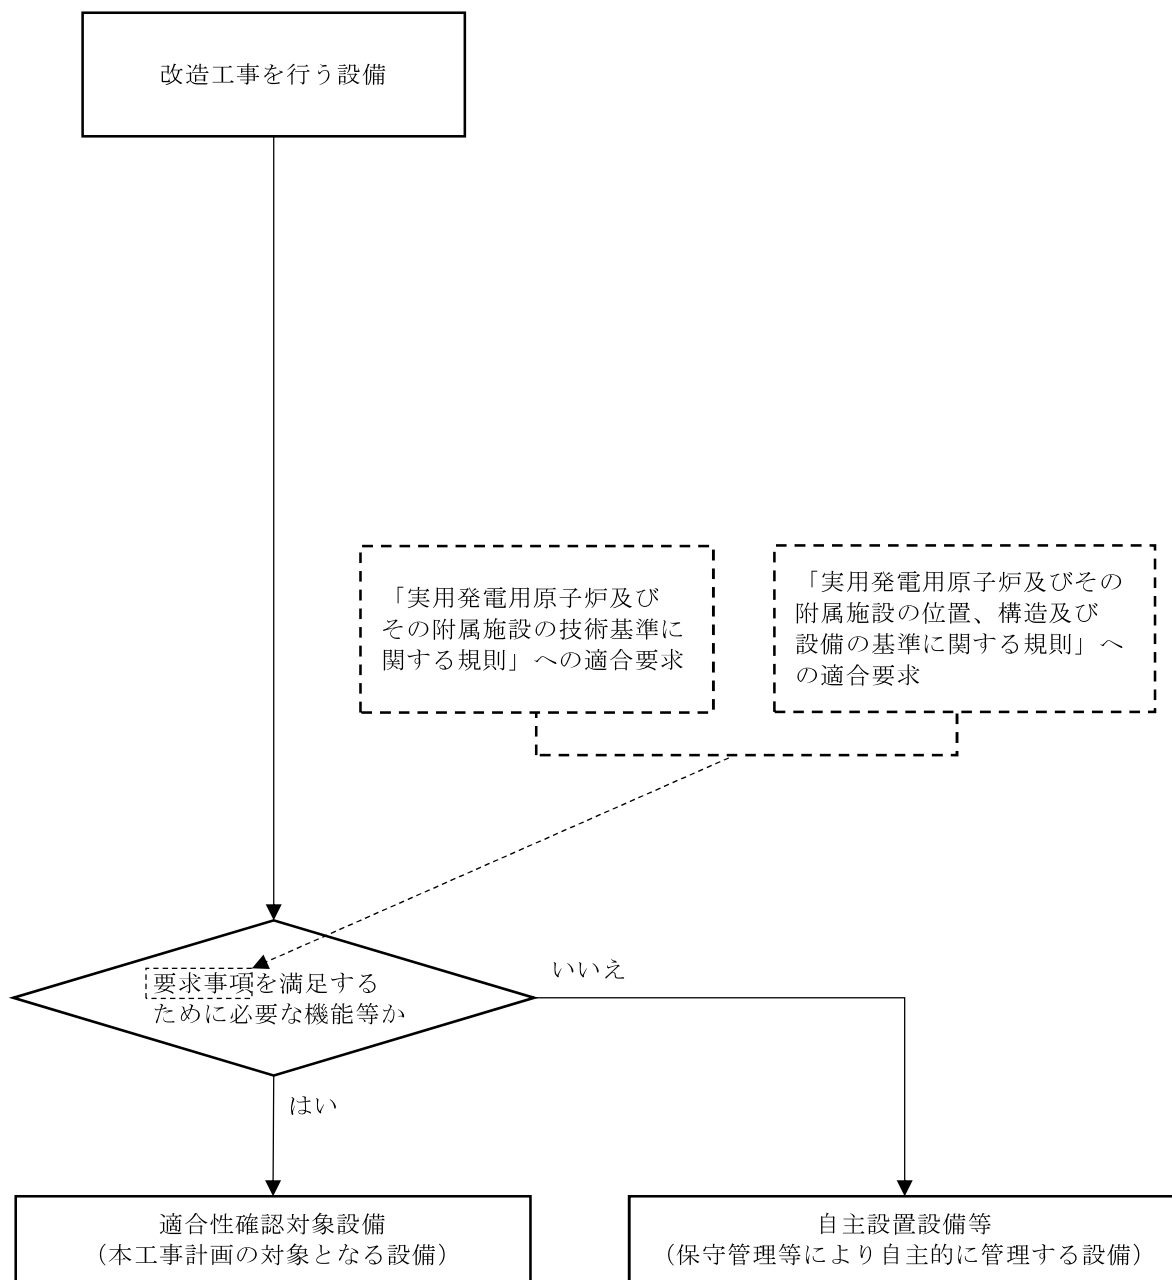 改造工事を行う設備
「実用発電用原子炉及び
その附属施設の技術基準に
関する規則」への適合要求
「実用発電用原子炉及びその
附属施設の位置、構造及び
設備の基準に関する規則」へ
の適合要求
要求事項を満足する
ために必要な機能等か
いいえ
はい
適合性確認対象設備
（本工事計画の対象となる設備）
自主設置設備等
（保守管理等により自主的に管理する設備）